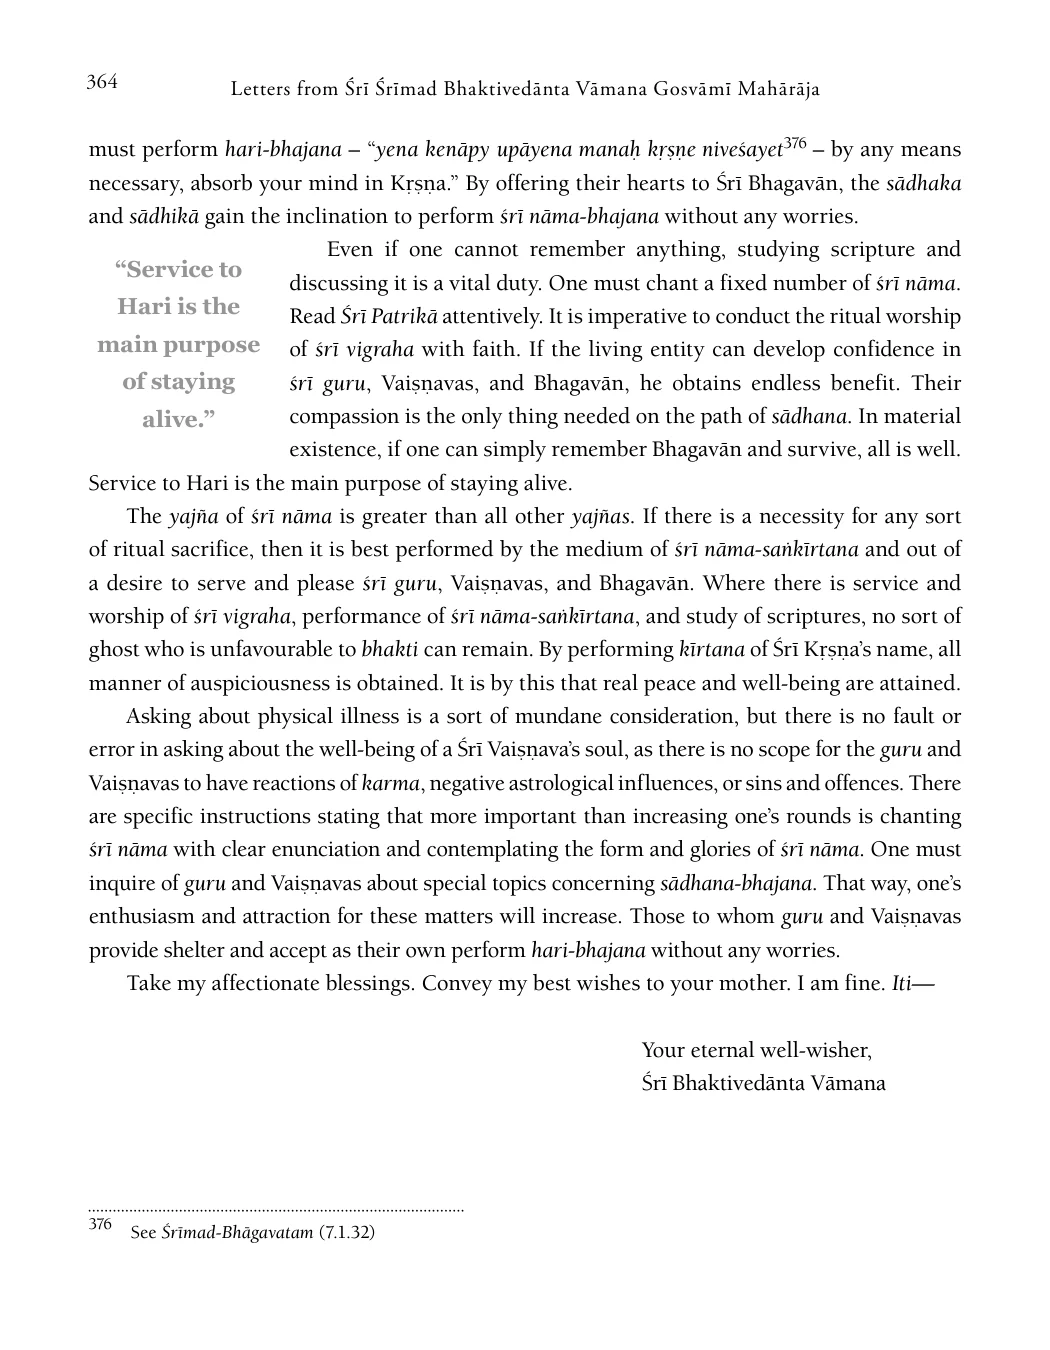 364
Letters from Śrī Śrīmad Bhaktivedānta Vāmana Gosvāmī Mahārāja
must perform hari-bhajana – “yena kenāpy upāyena manaḥ kṛṣṇe niveśayet376 – by any means
necessary, absorb your mind in Kṛṣṇa.” By offering their hearts to Śrī Bhagavān, the sādhaka
and sādhikā gain the inclination to perform śrī nāma-bhajana without any worries.
“Service to
Hari is the
main purpose
of staying
alive.”
Even if one cannot remember anything, studying scripture and
discussing it is a vital duty. One must chant a fixed number of śrī nāma.
Read Śrī Patrikā attentively. It is imperative to conduct the ritual worship
of śrī vigraha with faith. If the living entity can develop confidence in
śrī guru, Vaiṣṇavas, and Bhagavān, he obtains endless benefit. Their
compassion is the only thing needed on the path of sādhana. In material
existence, if one can simply remember Bhagavān and survive, all is well.
Service to Hari is the main purpose of staying alive.
The yajña of śrī nāma is greater than all other yajñas. If there is a necessity for any sort
of ritual sacrifice, then it is best performed by the medium of śrī nāma-saṅkīrtana and out of
a desire to serve and please śrī guru, Vaiṣṇavas, and Bhagavān. Where there is service and
worship of śrī vigraha, performance of śrī nāma-saṅkīrtana, and study of scriptures, no sort of
ghost who is unfavourable to bhakti can remain. By performing kīrtana of Śrī Kṛṣṇa’s name, all
manner of auspiciousness is obtained. It is by this that real peace and well-being are attained.
Asking about physical illness is a sort of mundane consideration, but there is no fault or
error in asking about the well-being of a Śrī Vaiṣṇava’s soul, as there is no scope for the guru and
Vaiṣṇavas to have reactions of karma, negative astrological influences, or sins and offences. There
are specific instructions stating that more important than increasing one’s rounds is chanting
śrī nāma with clear enunciation and contemplating the form and glories of śrī nāma. One must
inquire of guru and Vaiṣṇavas about special topics concerning sādhana-bhajana. That way, one’s
enthusiasm and attraction for these matters will increase. Those to whom guru and Vaiṣṇavas
provide shelter and accept as their own perform hari-bhajana without any worries.
Take my affectionate blessings. Convey my best wishes to your mother. I am fine. Iti—
Your eternal well-wisher,
Śrī Bhaktivedānta Vāmana
376 See Śrīmad-Bhāgavatam (7.1.32)